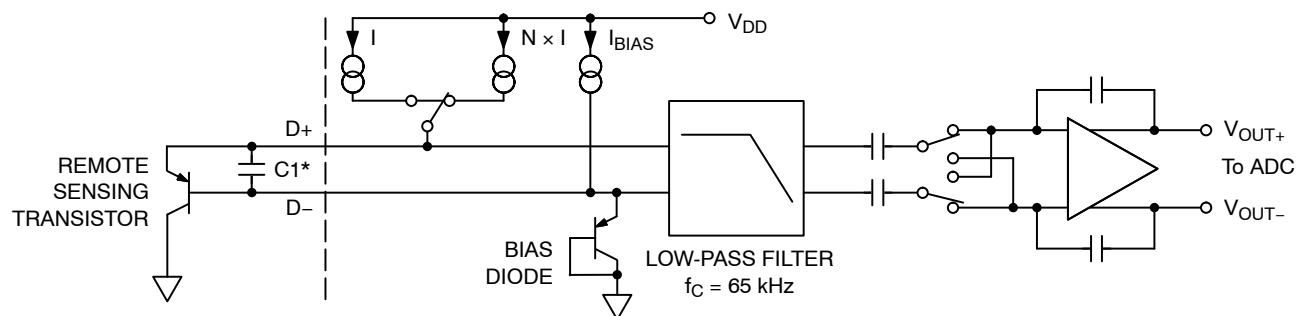 I
N × I
I_BIAS
V_DD
D+
C1*
D−
REMOTE
SENSING
TRANSISTOR
BIAS
DIODE
LOW-PASS FILTER
f_C = 65 kHz
V_OUT+
To ADC
V_OUT−